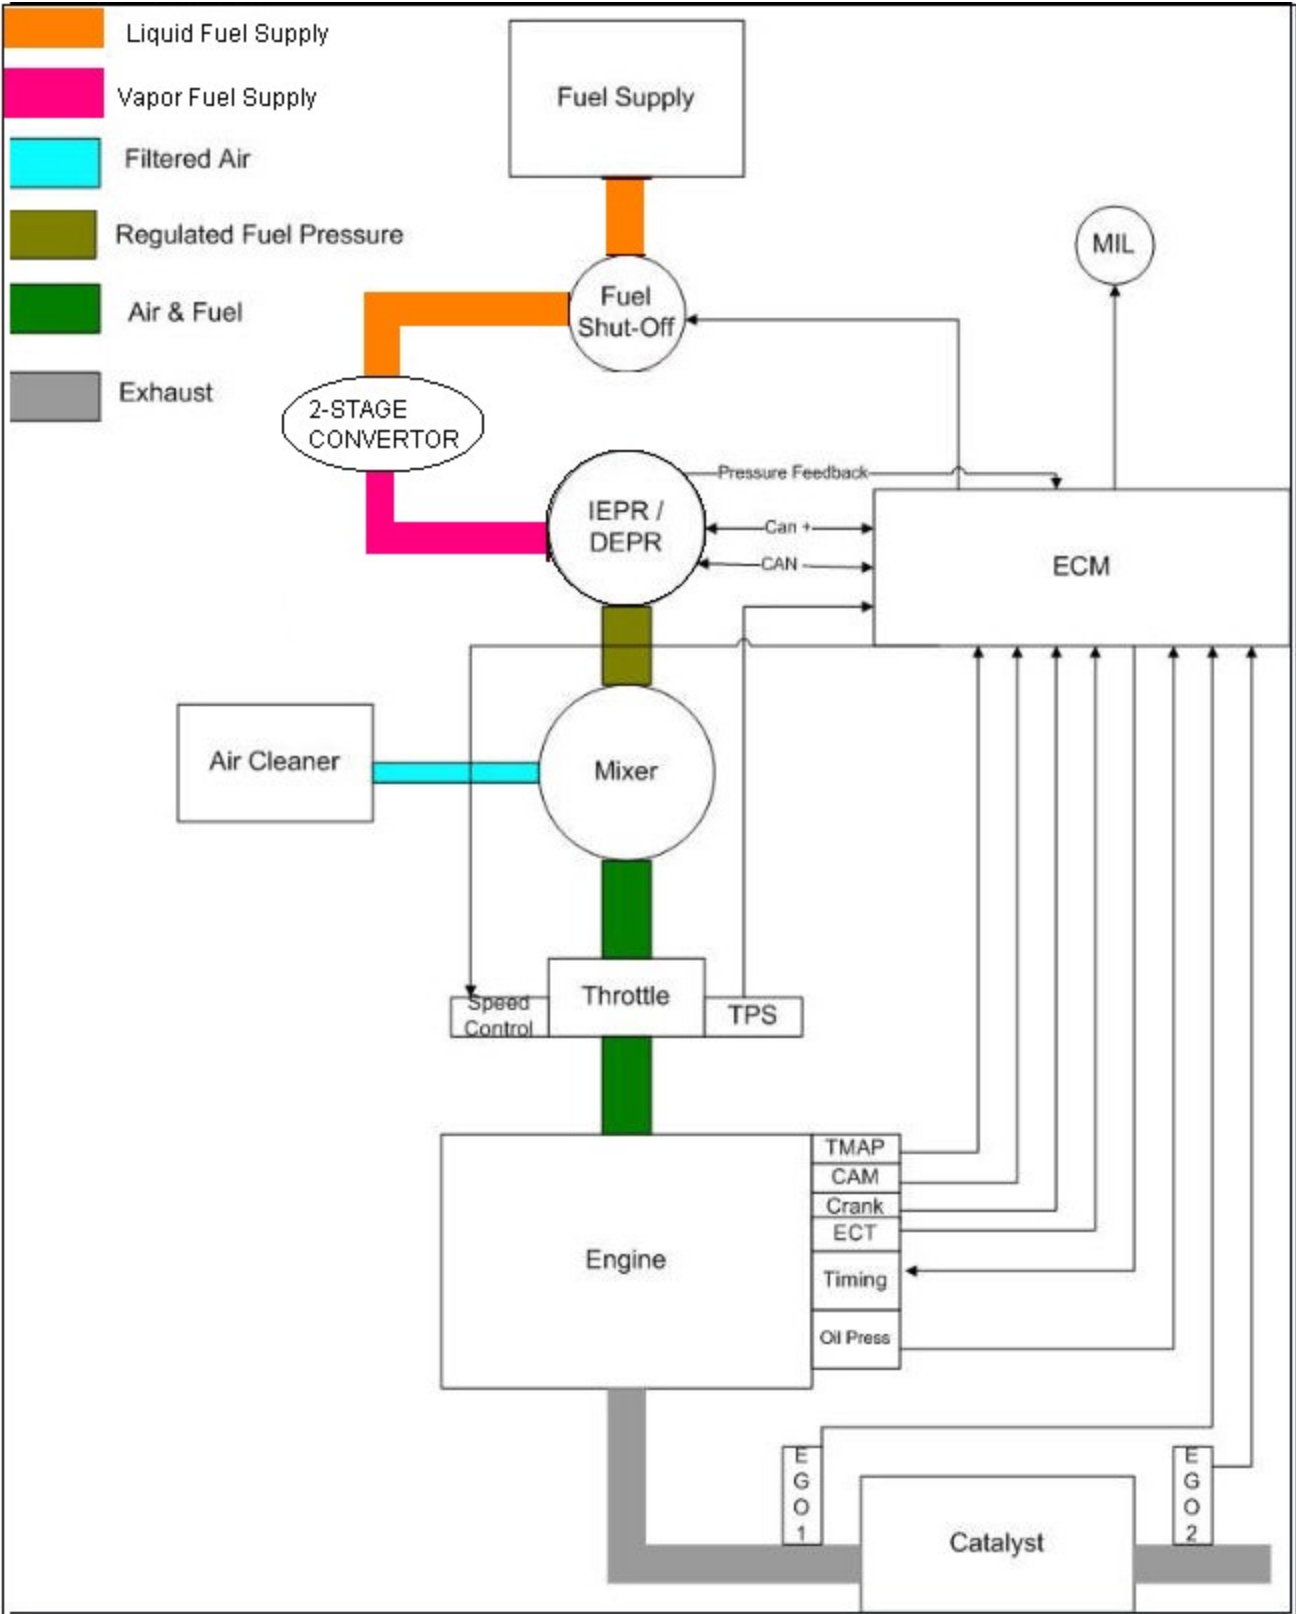 Liquid Fuel Supply
Vapor Fuel Supply
Filtered Air
Regulated Fuel Pressure
Air & Fuel
Exhaust
Fuel Supply
Fuel
Shut-Off
MIL
2-STAGE
CONVERTOR
IEPR /
DEPR
Pressure Feedback
Can +
CAN
ECM
Air Cleaner
Mixer
Speed
Control
Throttle
TPS
Engine
TMAP
CAM
Crank
ECT
Timing
Oil Press
E
G
O
1
Catalyst
E
G
O
2